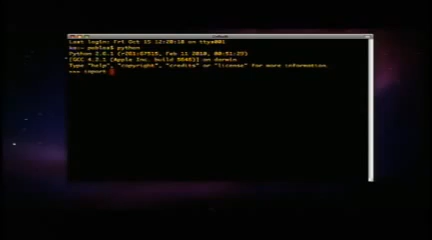 Last login: Fri Oct 15 12:20:10 on ttys001
$ python
Python 2.6.1 (r261:67515, Feb 11 2010, 00:51:29)
[GCC 4.2.1 (Apple Inc. build 5646)] on darwin
Type "help", "copyright", "credits" or "license" for more information.
>>> import